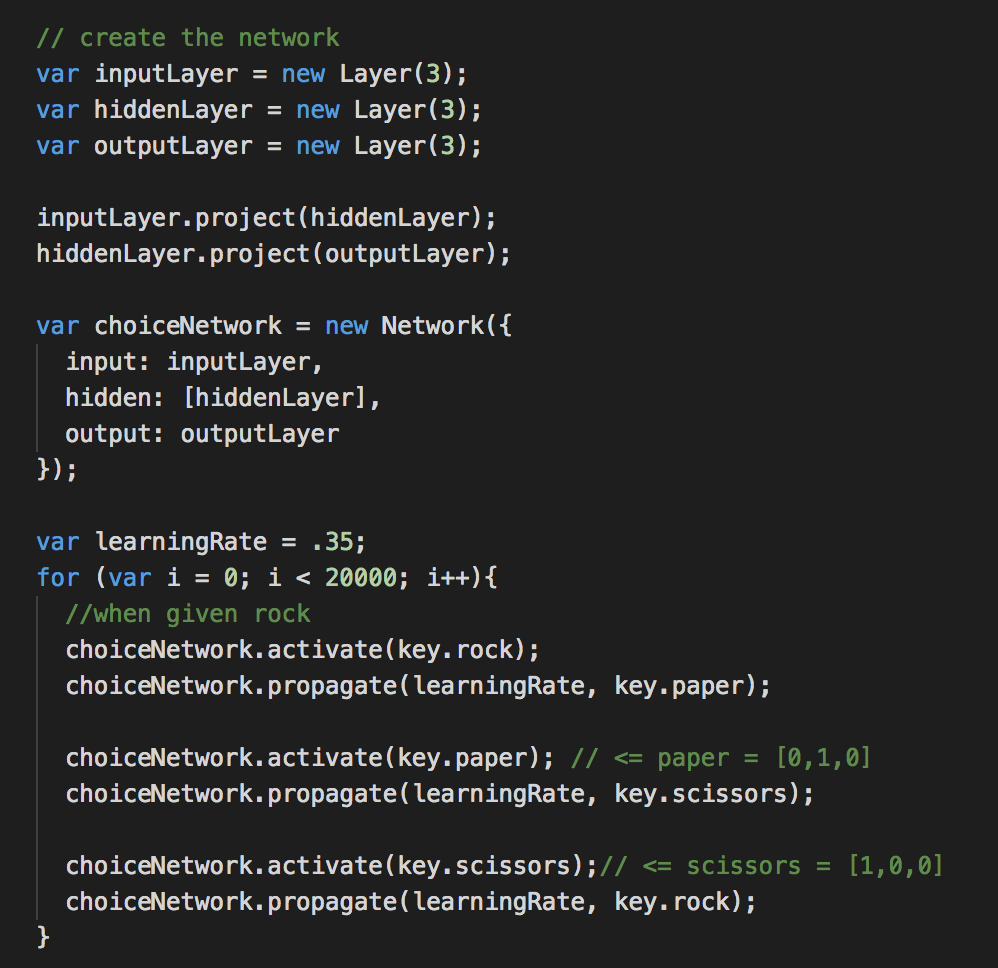 // create the network
var inputLayer = new Layer(3);
var hiddenLayer = new Layer(3);
var outputLayer = new Layer(3);

inputLayer.project(hiddenLayer);
hiddenLayer.project(outputLayer);

var choiceNetwork = new Network({
  input: inputLayer,
  hidden: [hiddenLayer],
  output: outputLayer
});

var learningRate = .35;
for (var i = 0; i < 20000; i++){
  //when given rock
  choiceNetwork.activate(key.rock);
  choiceNetwork.propagate(learningRate, key.paper);

  choiceNetwork.activate(key.paper); // <= paper = [0,1,0]
  choiceNetwork.propagate(learningRate, key.scissors);

  choiceNetwork.activate(key.scissors);// <= scissors = [1,0,0]
  choiceNetwork.propagate(learningRate, key.rock);
}